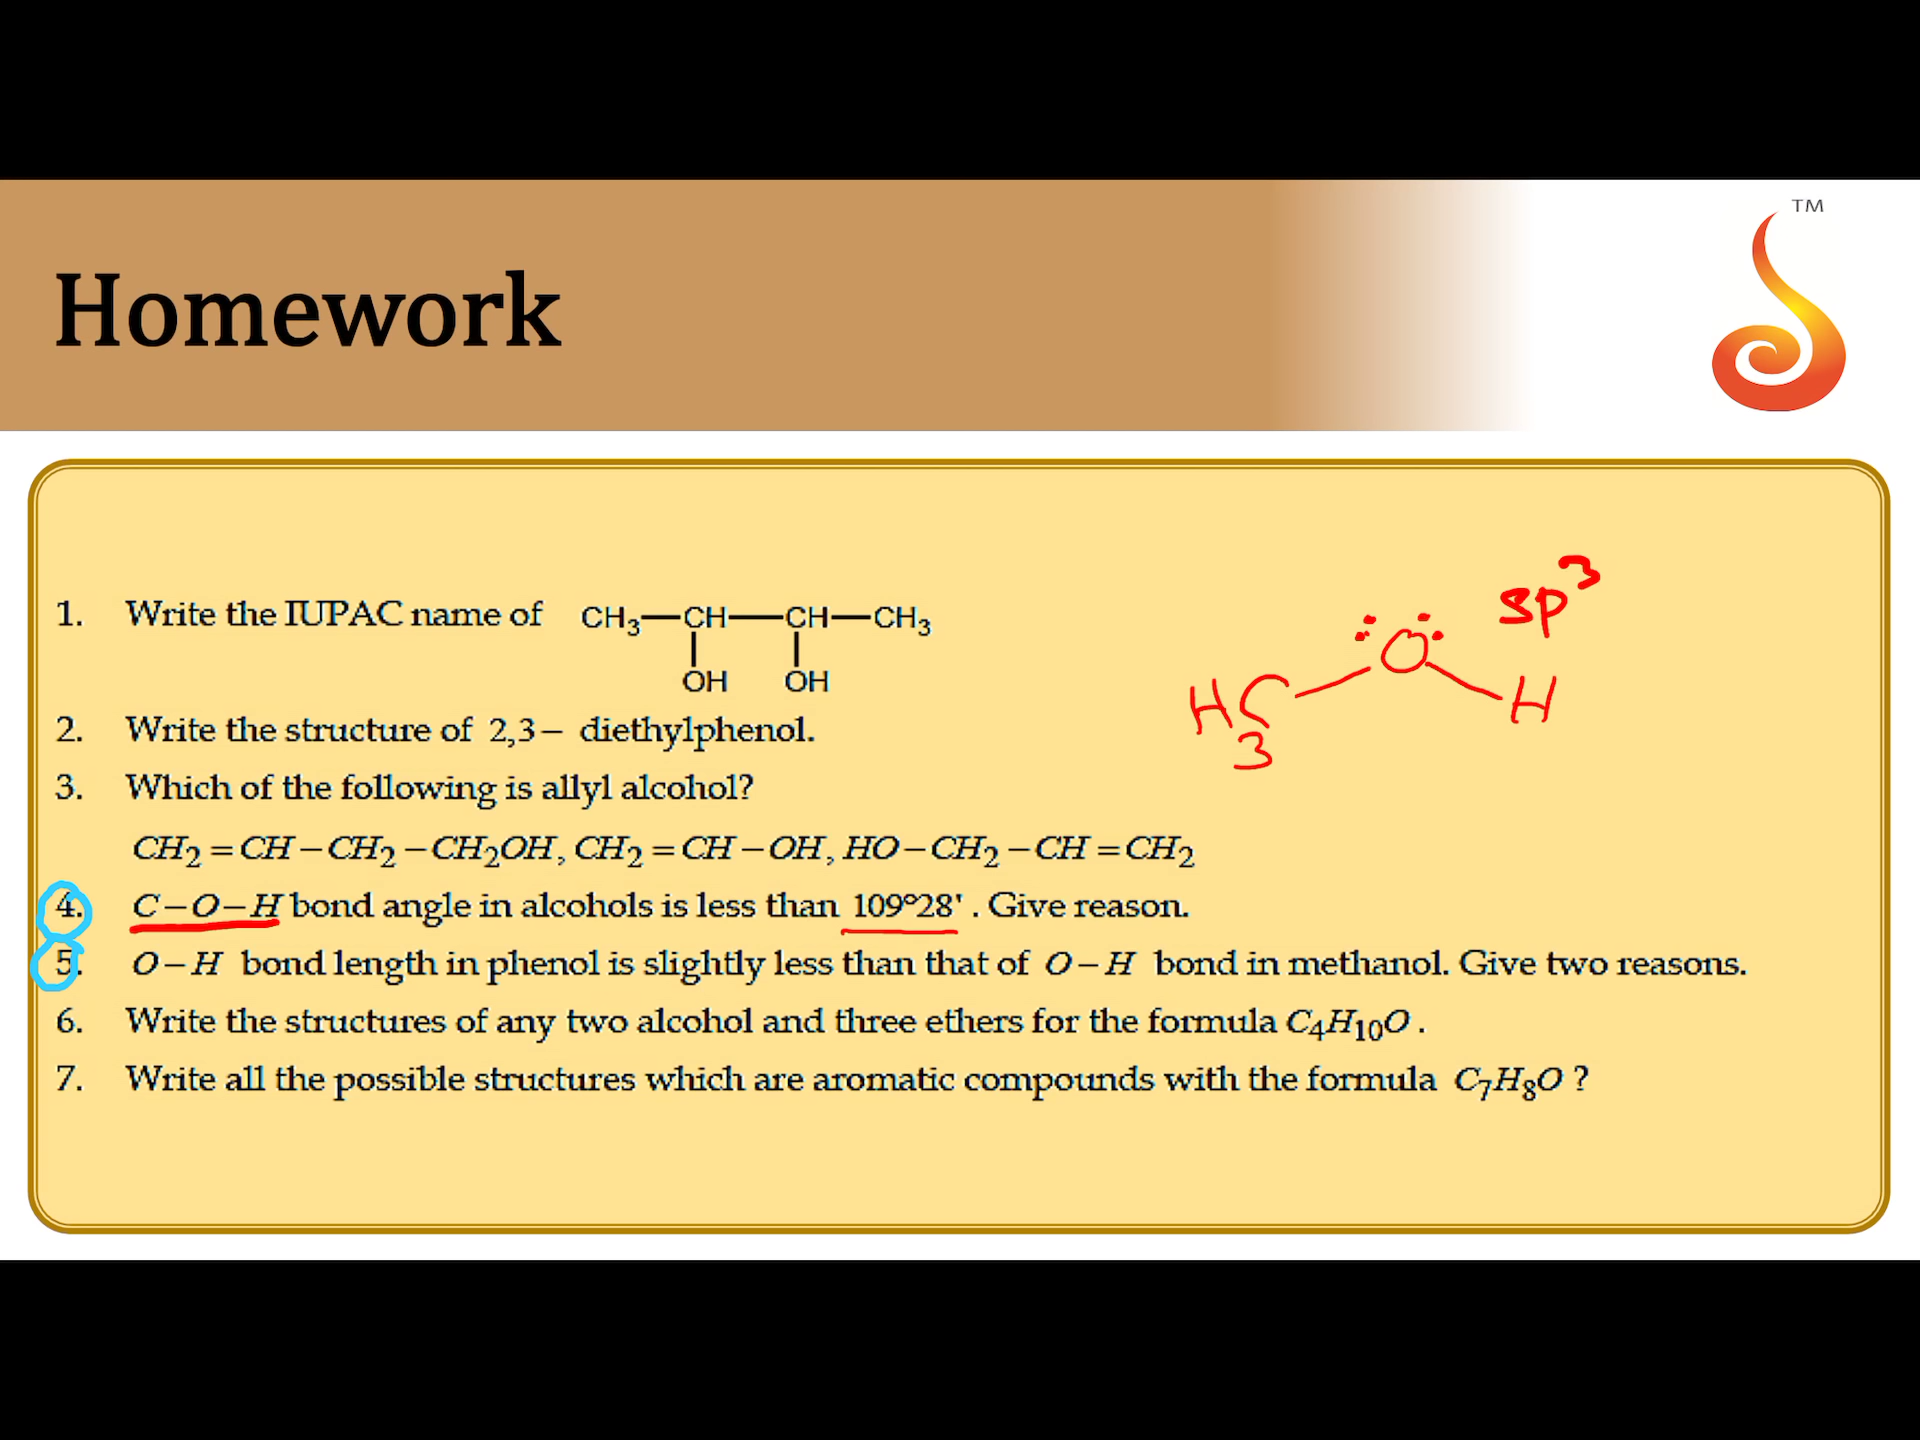 TM
Homework
1. Write the IUPAC name of CH₃—CH—CH—CH₃
OH OH
sp³
H₃C O H
2. Write the structure of 2,3– diethylphenol.
3. Which of the following is allyl alcohol?
CH₂=CH–CH₂–CH₂OH, CH₂=CH–OH, HO–CH₂–CH=CH₂
4. C–O–H bond angle in alcohols is less than 109°28'. Give reason.
5. O–H bond length in phenol is slightly less than that of O–H bond in methanol. Give two reasons.
6. Write the structures of any two alcohol and three ethers for the formula C₄H₁₀O.
7. Write all the possible structures which are aromatic compounds with the formula C₇H₈O ?